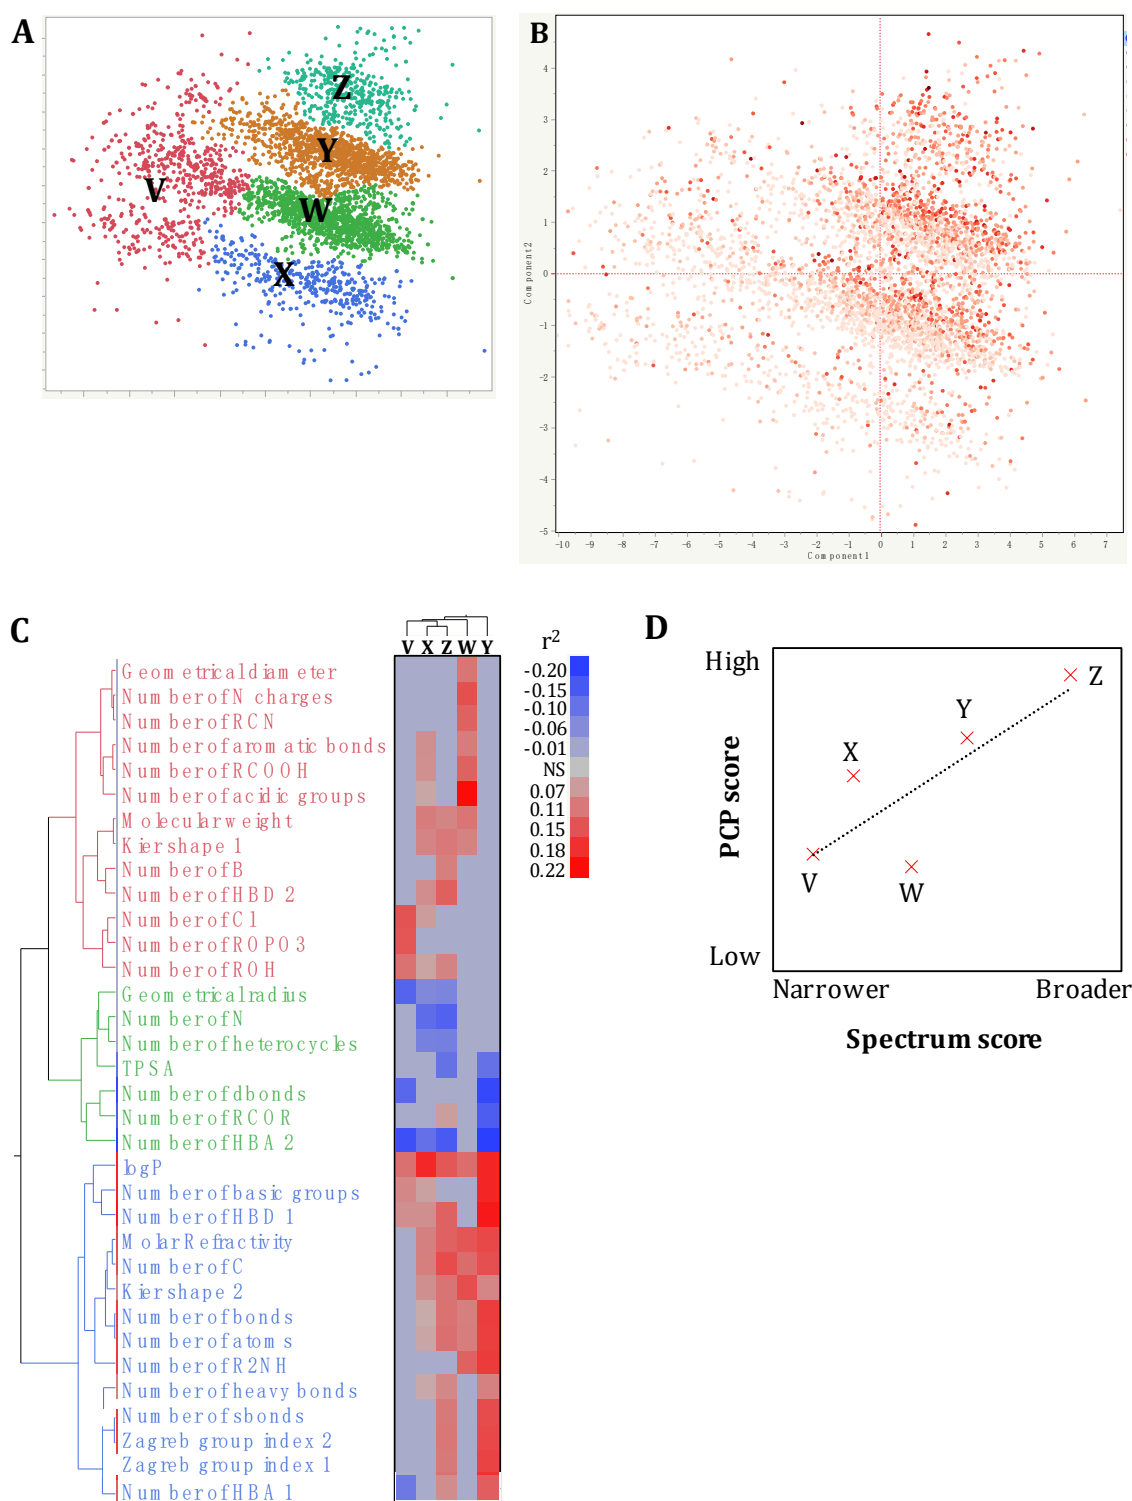 A
Z
Y
V
W
X
B
4
3
2
1
0
-1
-2
-3
-4
-5
Component2
-10 -9 -8 -7 -6 -5 -4 -3 -2 -1 0 1 2 3 4 5 6 7
Component1
C
V X Z W Y
Geometrical diameter
Number of N charges
Number of RCN
Number of aromatic bonds
Number of RCOOH
Number of acidic groups
Molecular weight
Kier shape 1
Number of B
Number of HBD 2
Number of Cl
Number of ROPO3
Number of ROH
Geometrical radius
Number of N
Number of heterocycles
TPSA
Number of dbonds
Number of RCOR
Number of HBA 2
logP
Number of basic groups
Number of HBD 1
Molar Refractivity
Number of C
Kier shape 2
Number of bonds
Number of atoms
Number of R2NH
Number of heavy bonds
Number of sbonds
Zagreb group index 2
Zagreb group index 1
Number of HBA 1
r2
-0.20
-0.15
-0.10
-0.06
-0.01
NS
0.07
0.11
0.15
0.18
0.22
D
High
PCP score
Low
Z
Y
X
V
W
Narrower Broader
Spectrum score